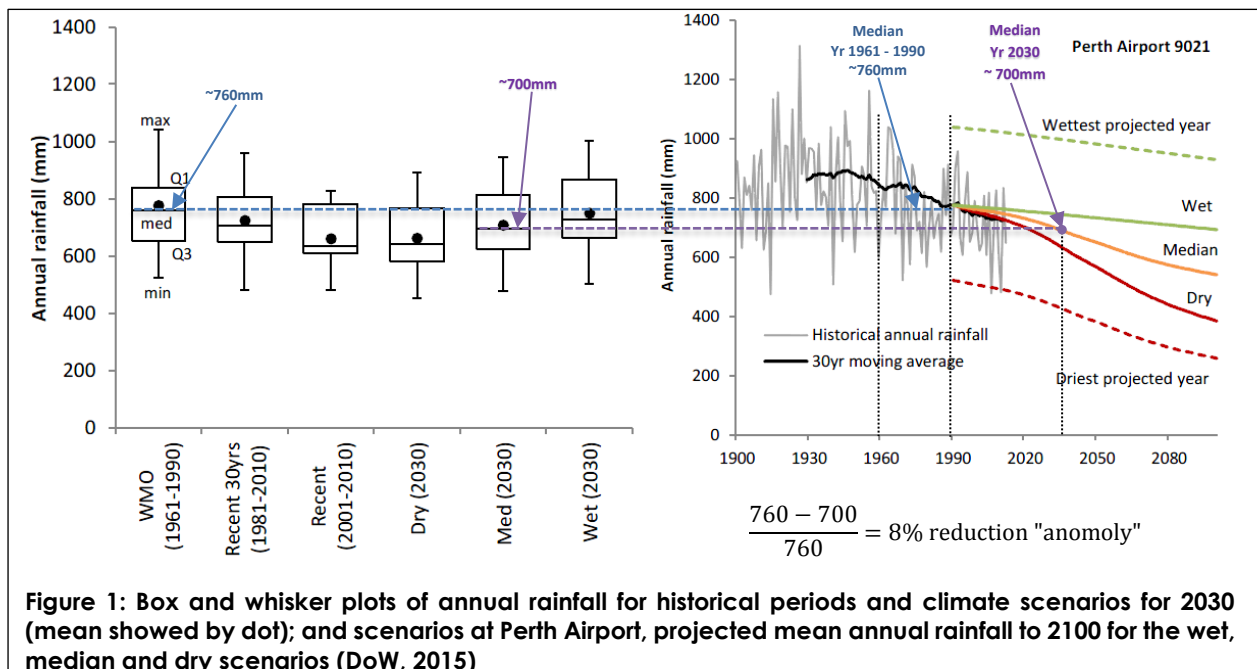 1400
1200
1000
800
600
400
200
0
Annual rainfall (mm)
~760mm
~700mm
max
Q1
med
Q3
min
WMO
(1961-1990)
Recent 30yrs
(1981-2010)
Recent
(2001-2010)
Dry (2030)
Med (2030)
Wet (2030)
1400
1200
1000
800
600
400
200
0
Annual rainfall (mm)
Median
Yr 1961 - 1990
~760mm
Median
Yr 2030
~ 700mm
Perth Airport 9021
Wettest projected year
Wet
Median
Dry
Historical annual rainfall
30yr moving average
Driest projected year
1900
1930
1960
1990
2020
2050
2080
760 − 700
760
= 8% reduction "anomoly"
Figure 1: Box and whisker plots of annual rainfall for historical periods and climate scenarios for 2030
(mean showed by dot); and scenarios at Perth Airport, projected mean annual rainfall to 2100 for the wet,
median and dry scenarios (DoW, 2015)